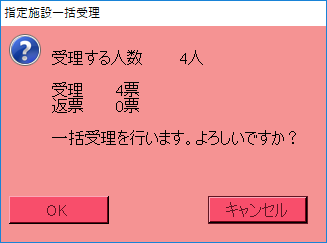 指定施設一括受理
受理する人数　　4人
受理　　4票
返票　　0票
一括受理を行います。よろしいですか？
OK　キャンセル